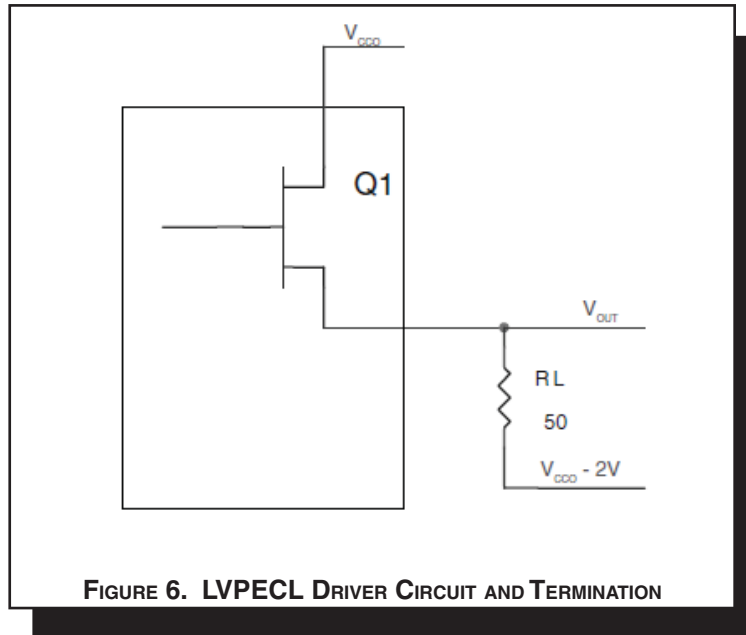 V_CCO
Q1
V_OUT
RL
50
V_CCO - 2V
FIGURE 6. LVPECL DRIVER CIRCUIT AND TERMINATION